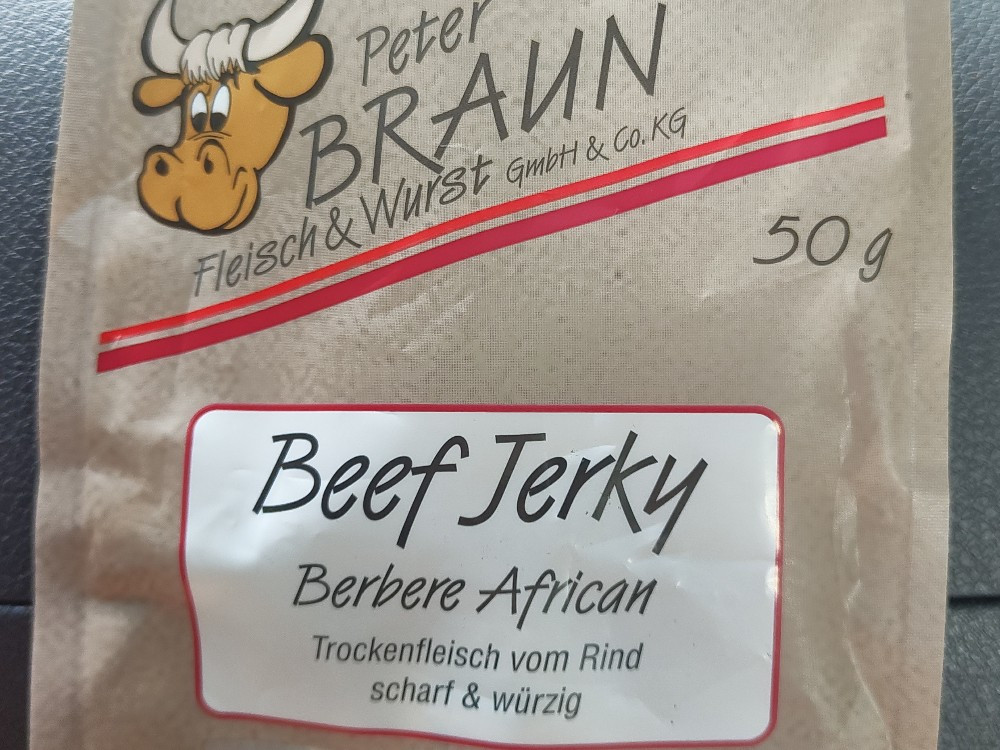 Peter
BRAUN
Fleisch & Wurst GmbH & Co. KG
50 g
Beef Jerky
Berbere African
Trockenfleisch vom Rind
scharf & würzig